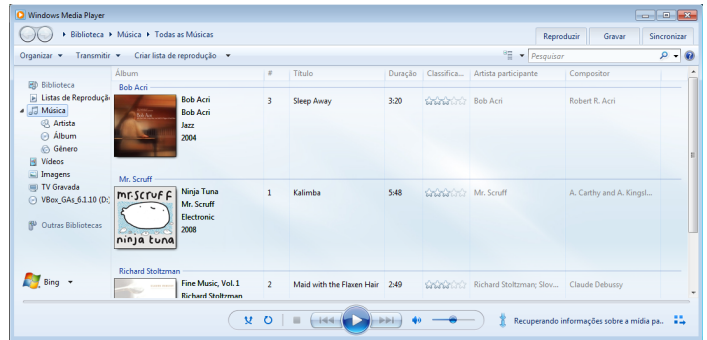 Windows Media Player
Biblioteca Música Todas as Músicas
Reproduzir Gravar Sincronizar
Organizar Transmitir Criar lista de reprodução Pesquisar
Álbum # Título Duração Classifica... Artista participante Compositor
Biblioteca
Listas de Reproduçã
Música
Artista
Álbum
Gênero
Vídeos
Imagens
TV Gravada
VBox_GAs_6.1.10 (D:)
Outras Bibliotecas
Bing
Bob Acri
Bob Acri 3 Sleep Away 3:20 Bob Acri Robert R. Acri
Bob Acri
Jazz
2004
Mr. Scruff
mr.scruff
ninja tuna
Ninja Tuna 1 Kalimba 5:48 Mr. Scruff A. Carthy and A. Kingsl...
Mr. Scruff
Electronic
2008
Richard Stoltzman
Fine Music, Vol. 1 2 Maid with the Flaxen Hair 2:49 Richard Stoltzman; Slov... Claude Debussy
Richard Stoltzman
Recuperando informações sobre a mídia pa..